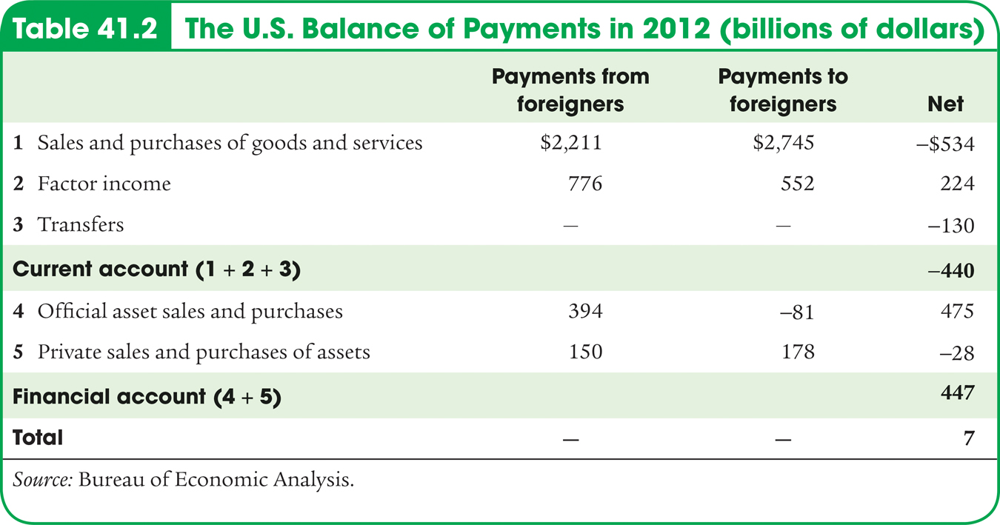 Table 41.2 The U.S. Balance of Payments in 2012 (billions of dollars)
Payments from foreigners Payments to foreigners Net
1 Sales and purchases of goods and services $2,211 $2,745 –$534
2 Factor income 776 552 224
3 Transfers — — –130
Current account (1 + 2 + 3) –440
4 Official asset sales and purchases 394 –81 475
5 Private sales and purchases of assets 150 178 –28
Financial account (4 + 5) 447
Total — — 7
Source: Bureau of Economic Analysis.